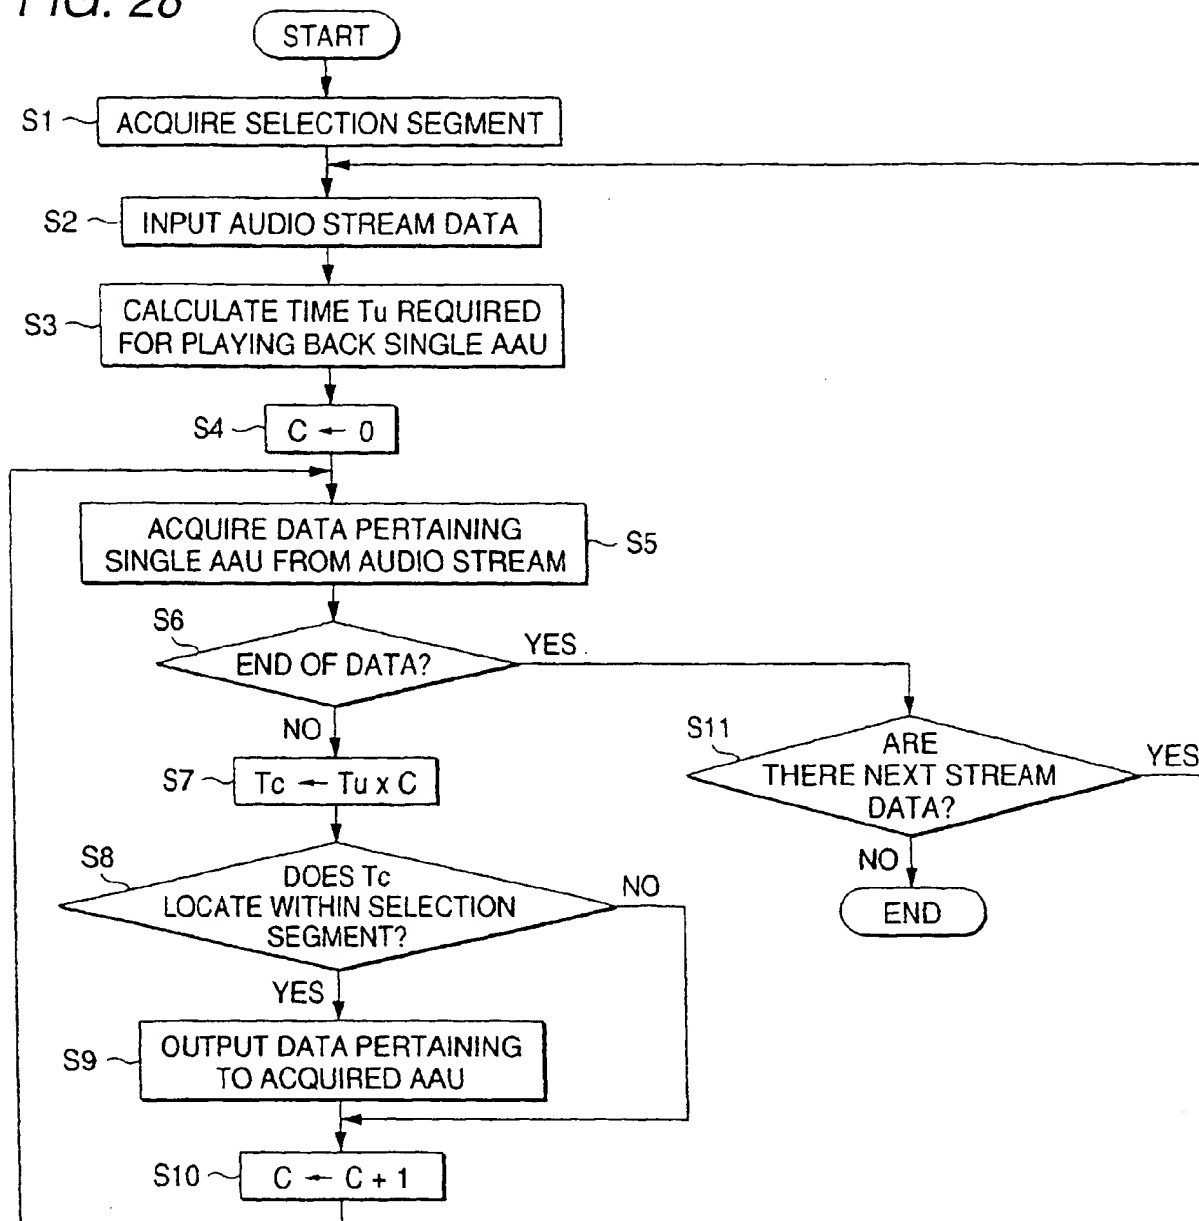 FIG. 28
START
S1
ACQUIRE SELECTION SEGMENT
S2
INPUT AUDIO STREAM DATA
S3
CALCULATE TIME Tu REQUIRED
FOR PLAYING BACK SINGLE AAU
S4
C ← 0
ACQUIRE DATA PERTAINING
SINGLE AAU FROM AUDIO STREAM
S5
S6
END OF DATA?
YES
NO
S7
Tc ← Tu x C
S11
ARE
THERE NEXT STREAM
DATA?
YES
NO
END
S8
DOES Tc
LOCATE WITHIN SELECTION
SEGMENT?
NO
YES
S9
OUTPUT DATA PERTAINING
TO ACQUIRED AAU
S10
C ← C + 1